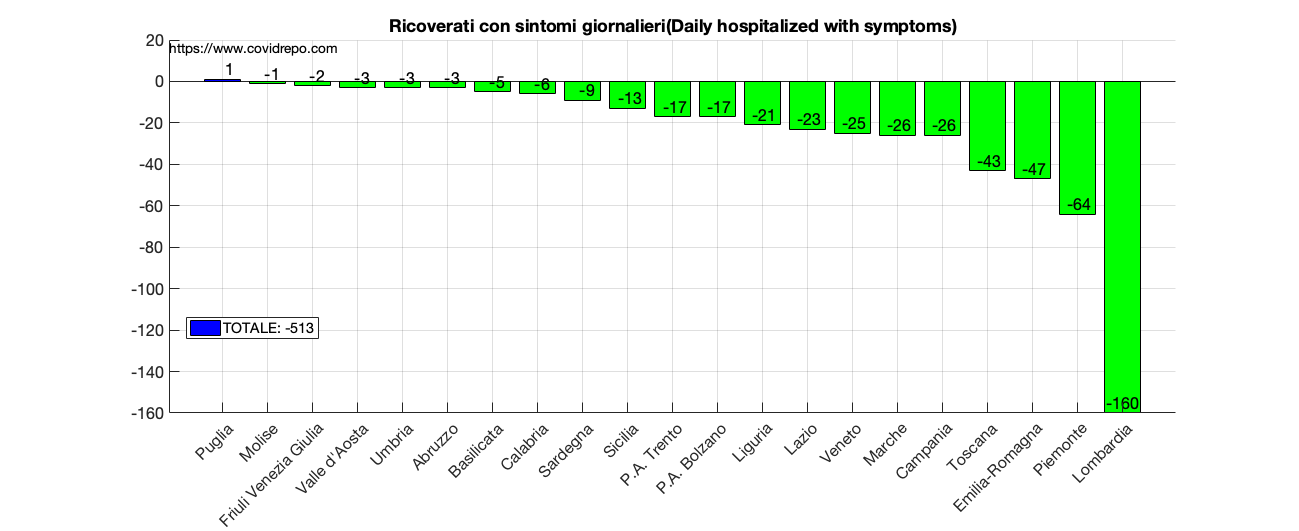 Ricoverati con sintomi giornalieri(Daily hospitalized with symptoms)
https://www.covidrepo.com
20
0
-20
-40
-60
-80
-100
-120
-140
-160
1
-1
-2
-3
-3
-3
-5
-6
-9
-13
-17
-17
-21
-23
-25
-26
-26
-43
-47
-64
-160
TOTALE: -513
Puglia
Molise
Friuli Venezia Giulia
Valle d'Aosta
Umbria
Abruzzo
Basilicata
Calabria
Sardegna
Sicilia
P.A. Trento
P.A. Bolzano
Liguria
Lazio
Veneto
Marche
Campania
Toscana
Emilia-Romagna
Piemonte
Lombardia